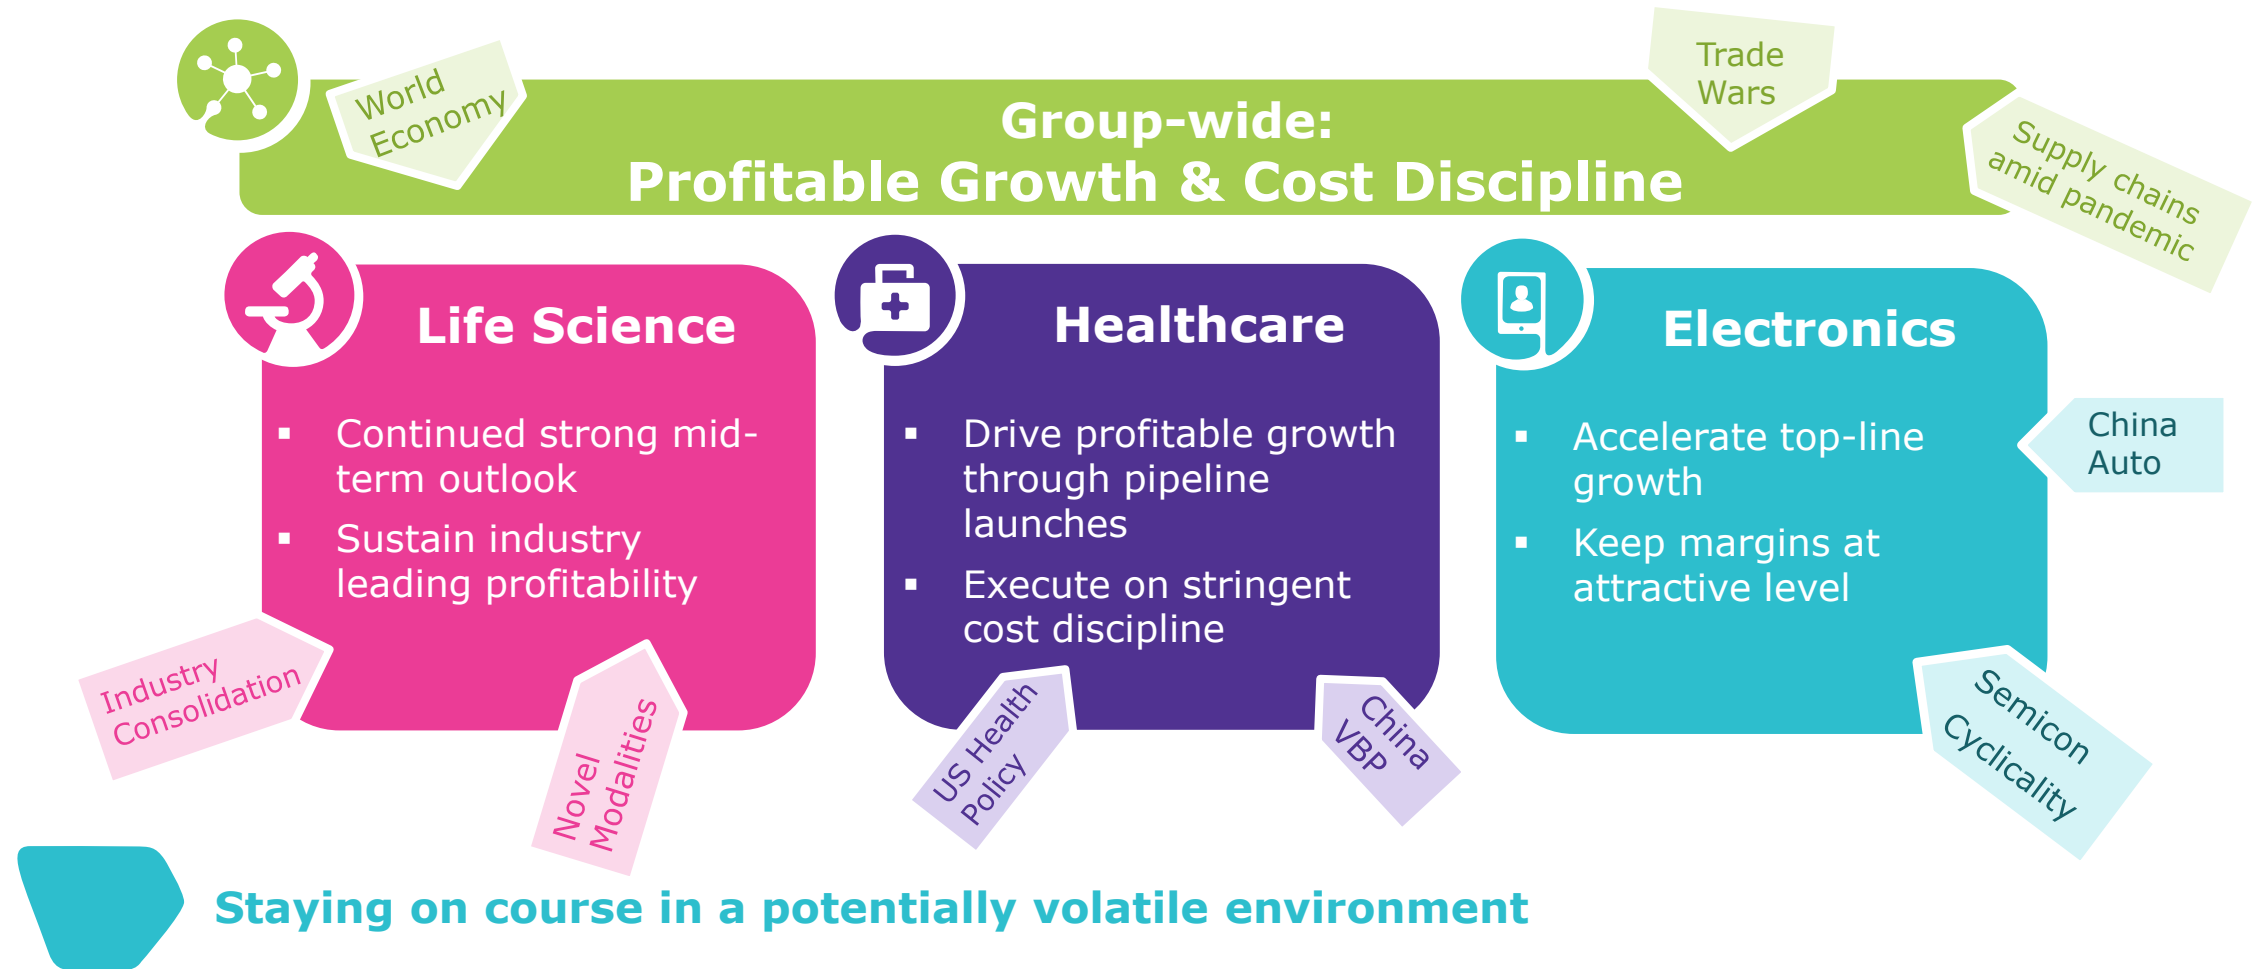 World
Economy
Group-wide:
Profitable Growth & Cost Discipline
Trade
Wars
Supply chains
amid pandemic
Life Science
▪ Continued strong mid-
term outlook
▪ Sustain industry
leading profitability
Industry
Consolidation
Novel
Modalities
Healthcare
▪ Drive profitable growth
through pipeline
launches
▪ Execute on stringent
cost discipline
US Health
Policy
China
VBP
Electronics
▪ Accelerate top-line
growth
▪ Keep margins at
attractive level
China
Auto
Semicon
Cyclicality
Staying on course in a potentially volatile environment